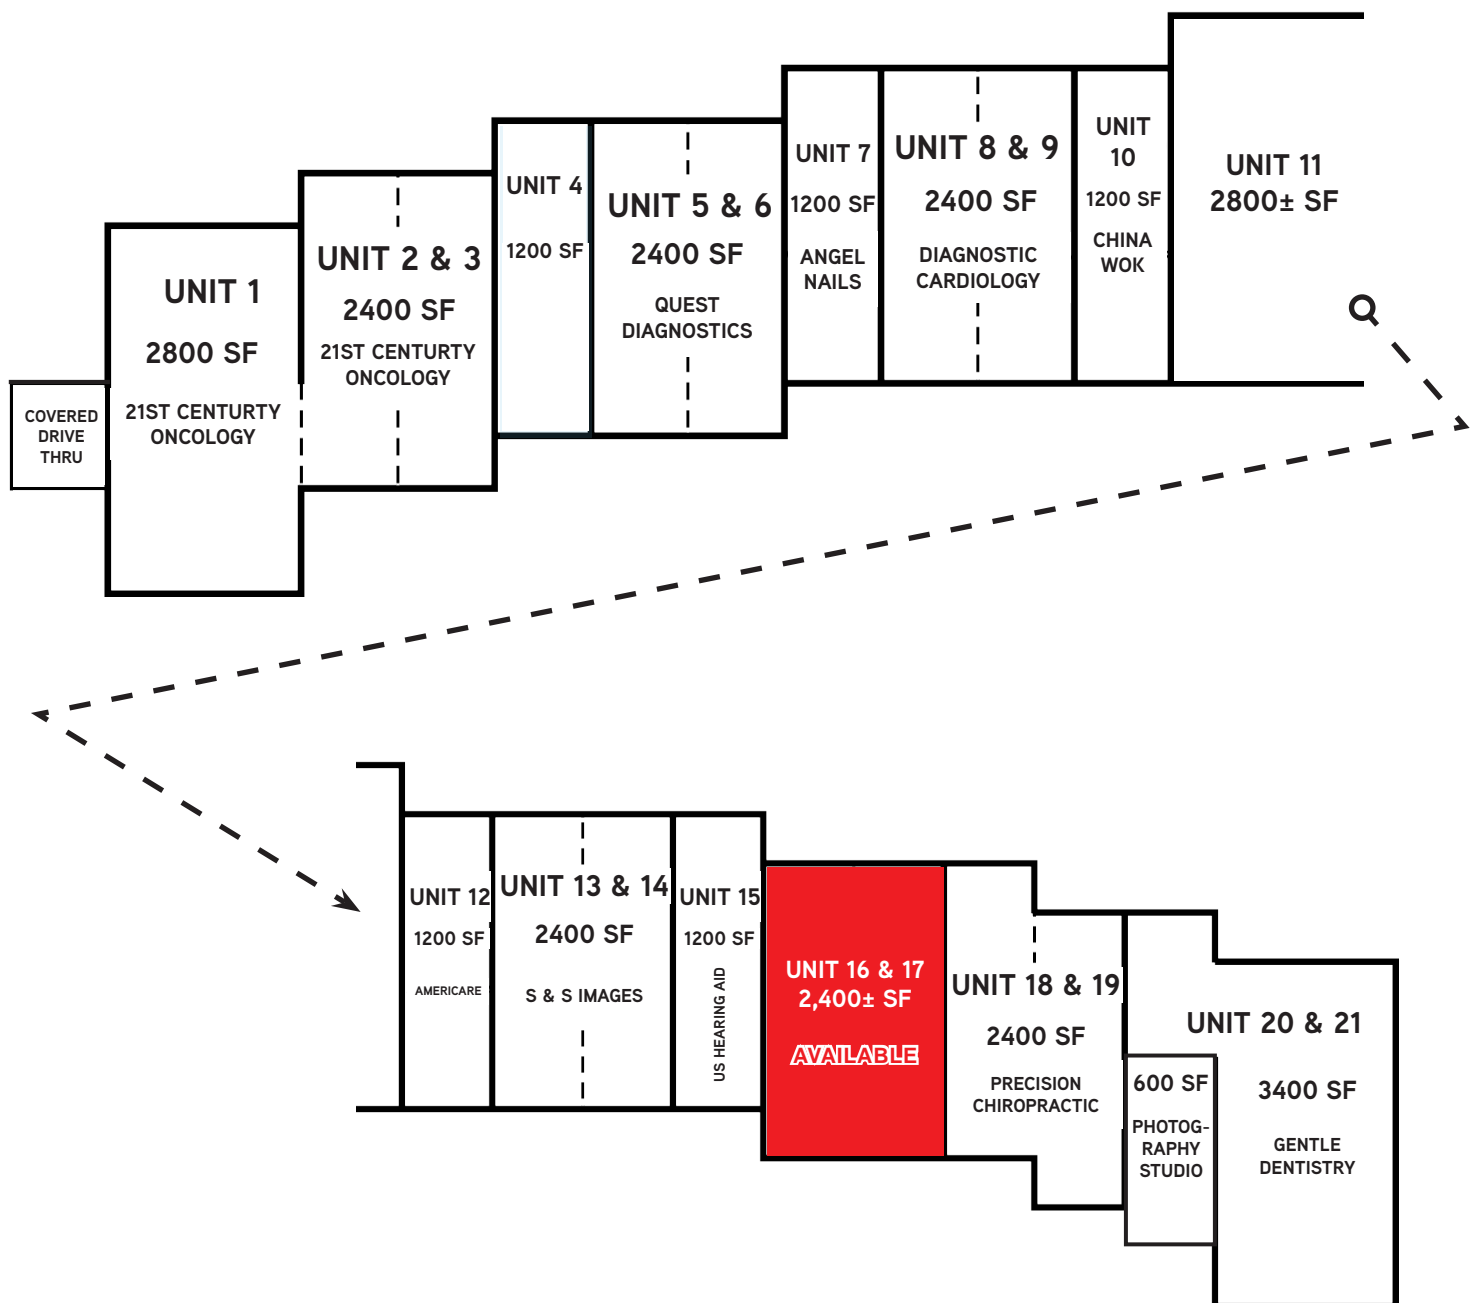 UNIT 1
2800 SF
21ST CENTURTY
ONCOLOGY
COVERED
DRIVE
THRU
UNIT 2 & 3
2400 SF
21ST CENTURTY
ONCOLOGY
UNIT 4
1200 SF
UNIT 5 & 6
2400 SF
QUEST
DIAGNOSTICS
UNIT 7
1200 SF
ANGEL
NAILS
UNIT 8 & 9
2400 SF
DIAGNOSTIC
CARDIOLOGY
UNIT
10
1200 SF
CHINA
WOK
UNIT 11
2800± SF
UNIT 12
1200 SF
AMERICARE
UNIT 13 & 14
2400 SF
S & S IMAGES
UNIT 15
1200 SF
US HEARING AID
UNIT 16 & 17
2,400± SF
AVAILABLE
UNIT 18 & 19
2400 SF
PRECISION
CHIROPRACTIC
600 SF
PHOTOG-
RAPHY
STUDIO
UNIT 20 & 21
3400 SF
GENTLE
DENTISTRY